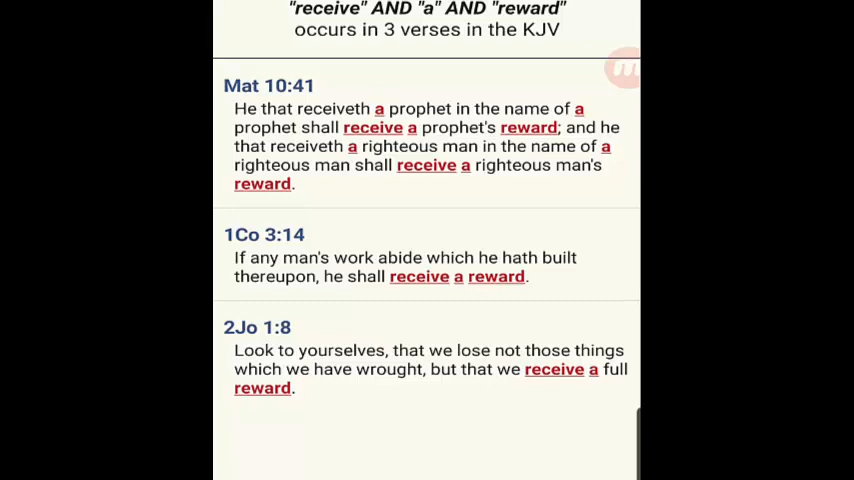 "receive" AND "a" AND "reward"
occurs in 3 verses in the KJV
Mat 10:41
He that receiveth a prophet in the name of a
prophet shall receive a prophet's reward; and he
that receiveth a righteous man in the name of a
righteous man shall receive a righteous man's
reward.
1Co 3:14
If any man's work abide which he hath built
thereupon, he shall receive a reward.
2Jo 1:8
Look to yourselves, that we lose not those things
which we have wrought, but that we receive a full
reward.